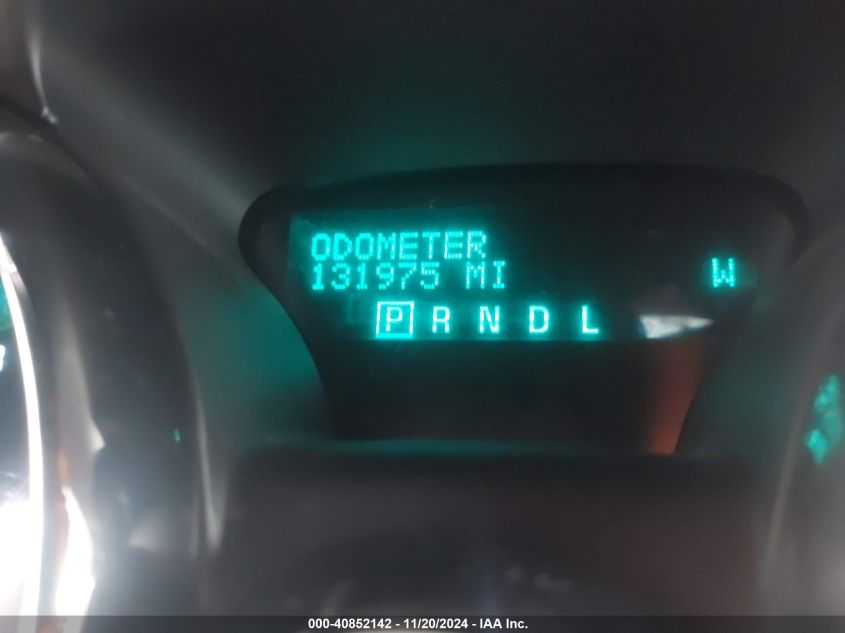 ODOMETER
131975 MI W
P R N D L
000-40852142 - 11/20/2024 - IAA Inc.